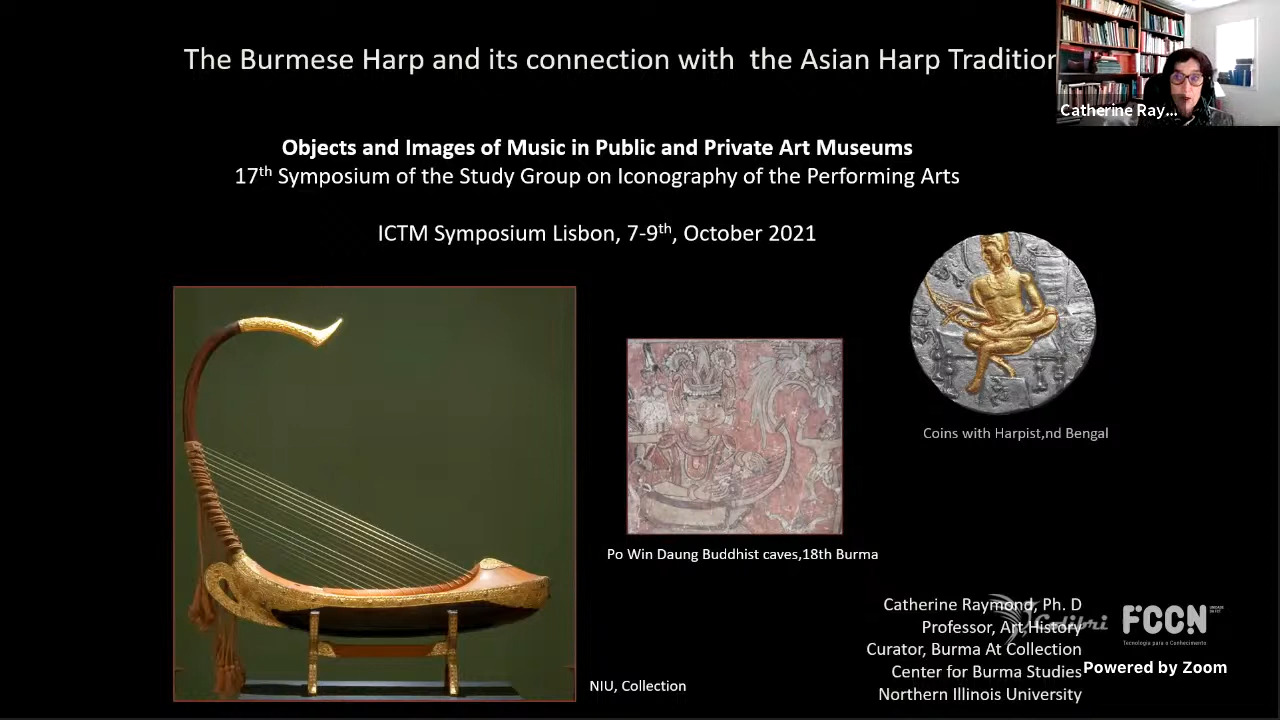 The Burmese Harp and its connection with the Asian Harp Tradition
Catherine Ray...
Objects and Images of Music in Public and Private Art Museums
17th Symposium of the Study Group on Iconography of the Performing Arts
ICTM Symposium Lisbon, 7-9th, October 2021
Coins with Harpist,nd Bengal
Po Win Daung Buddhist caves,18th Burma
NIU, Collection
Catherine Raymond, Ph. D
Professor, Art History
Curator, Burma At Collection
Center for Burma Studies
Northern Illinois University
Colibri
FCCN
Tecnologia para o Conhecimento
Powered by Zoom